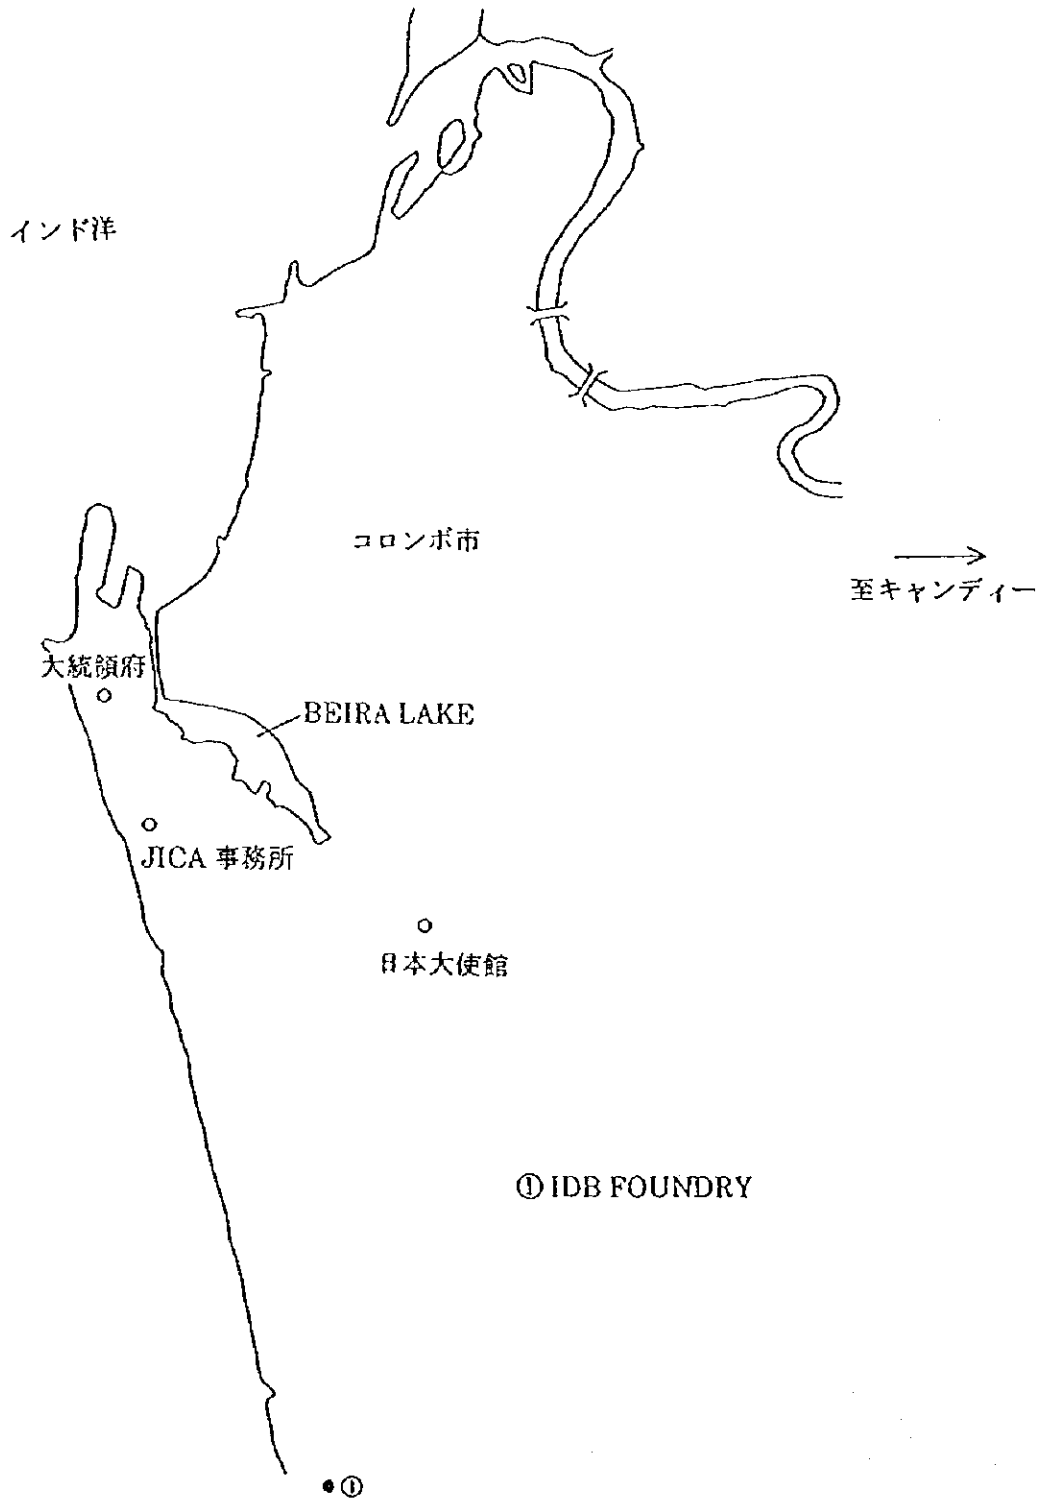 インド洋
コロンボ市
至キャンディー
大統領府
BEIRA LAKE
JICA 事務所
日本大使館
① IDB FOUNDRY
①